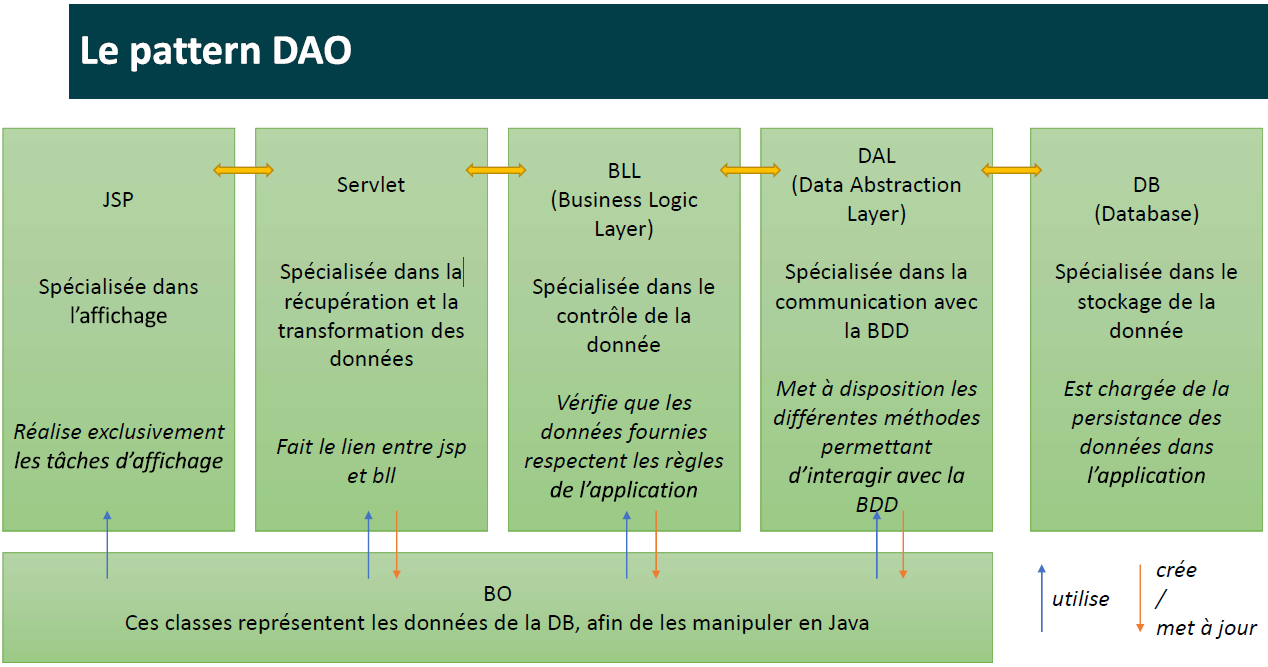 Le pattern DAO
JSP
Spécialisée dans
l'affichage
Réalise exclusivement
les tâches d'affichage
Servlet
Spécialisée dans la
récupération et la
transformation des
données
Fait le lien entre jsp
et bll
BLL
(Business Logic
Layer)
Spécialisée dans le
contrôle de la
donnée
Vérifie que les
données fournies
respectent les règles
de l'application
DAL
(Data Abstraction
Layer)
Spécialisée dans la
communication avec
la BDD
Met à disposition les
différentes méthodes
permettant
d'interagir avec la
BDD
DB
(Database)
Spécialisée dans le
stockage de la
donnée
Est chargée de la
persistance des
données dans
l'application
BO
Ces classes représentent les données de la DB, afin de les manipuler en Java
utilise
crée
/
met à jour